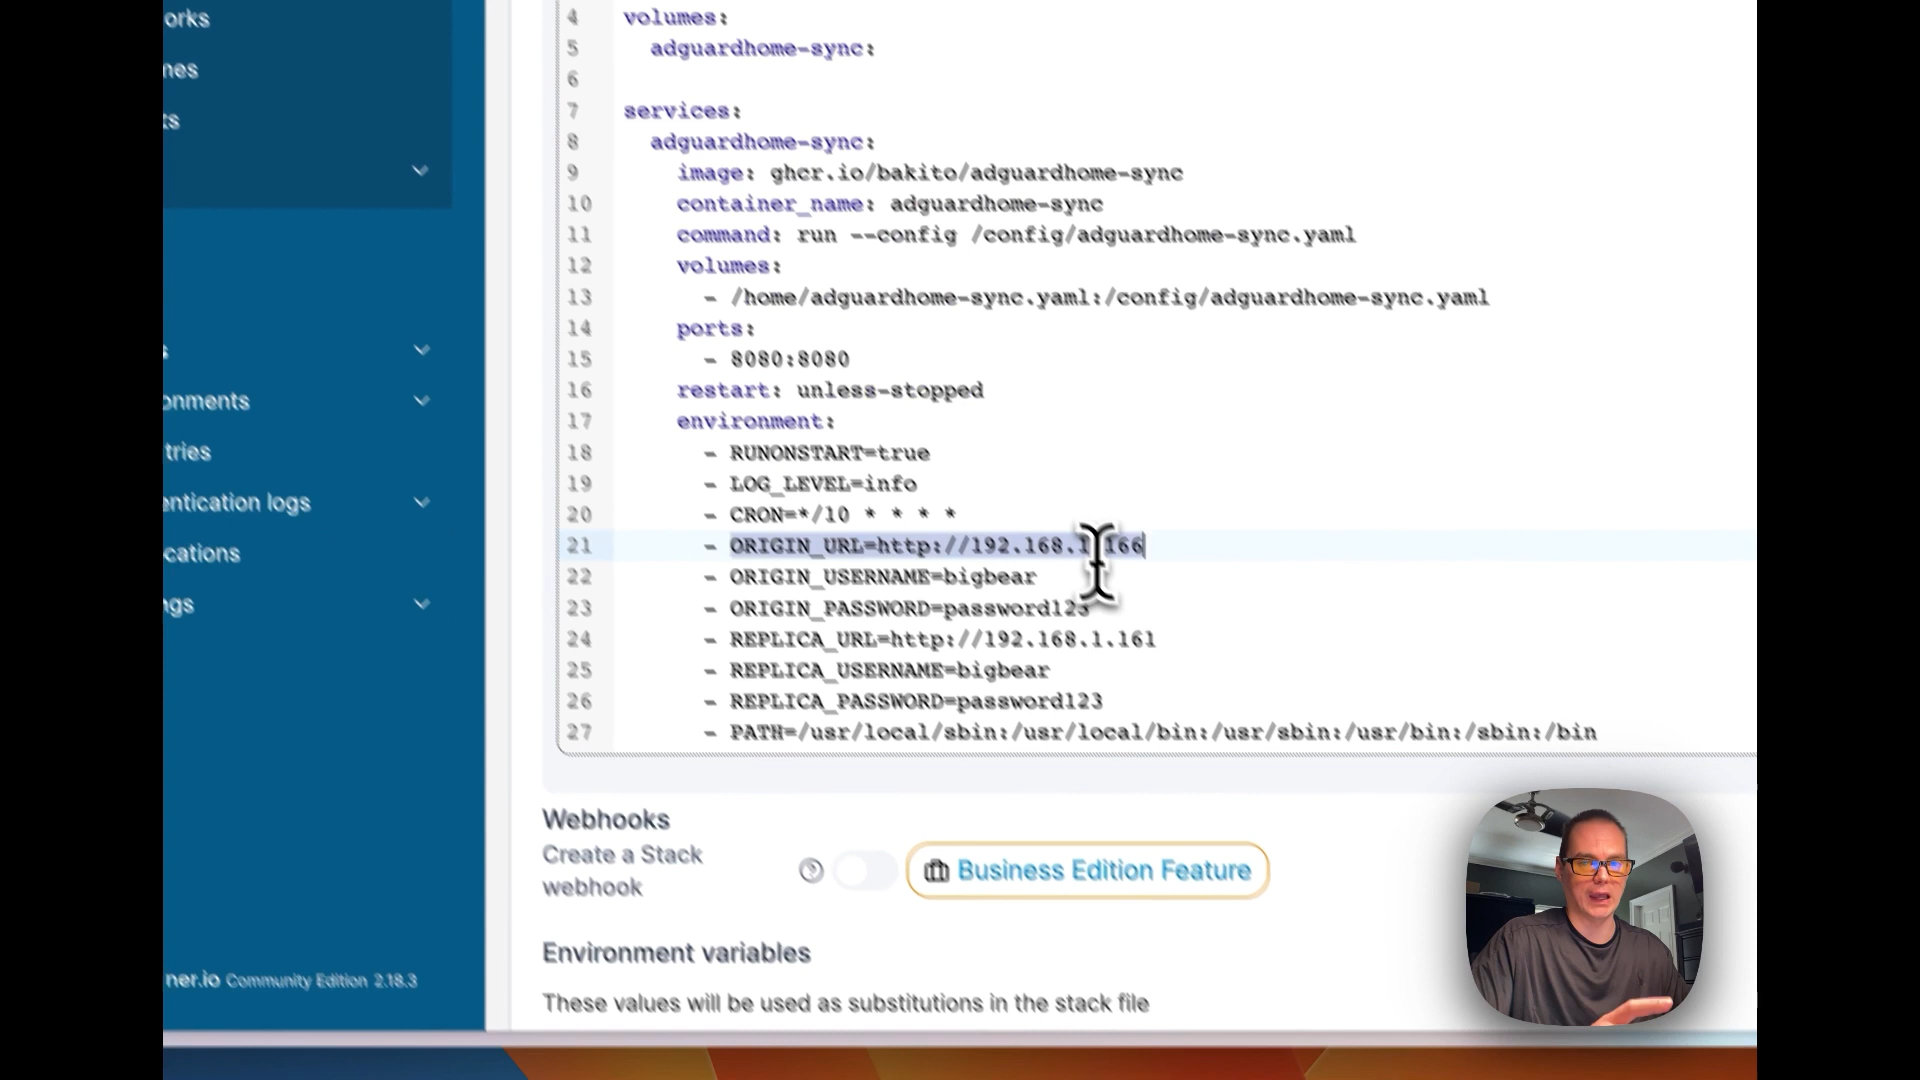 orks
nes
ts
onments
tries
entication logs
cations
ngs
ner.io Community Edition 2.18.3
4 volumes:
5 adguardhome-sync:
6
7 services:
8 adguardhome-sync:
9 image: ghcr.io/bakito/adguardhome-sync
10 container_name: adguardhome-sync
11 command: run --config /config/adguardhome-sync.yaml
12 volumes:
13 - /home/adguardhome-sync.yaml:/config/adguardhome-sync.yaml
14 ports:
15 - 8080:8080
16 restart: unless-stopped
17 environment:
18 - RUNONSTART=true
19 - LOG_LEVEL=info
20 - CRON=*/10 * * * *
21 - ORIGIN_URL=http://192.168.1.166
22 - ORIGIN_USERNAME=bigbear
23 - ORIGIN_PASSWORD=password123
24 - REPLICA_URL=http://192.168.1.161
25 - REPLICA_USERNAME=bigbear
26 - REPLICA_PASSWORD=password123
27 - PATH=/usr/local/sbin:/usr/local/bin:/usr/sbin:/usr/bin:/sbin:/bin
Webhooks
Create a Stack
webhook
Business Edition Feature
Environment variables
These values will be used as substitutions in the stack file